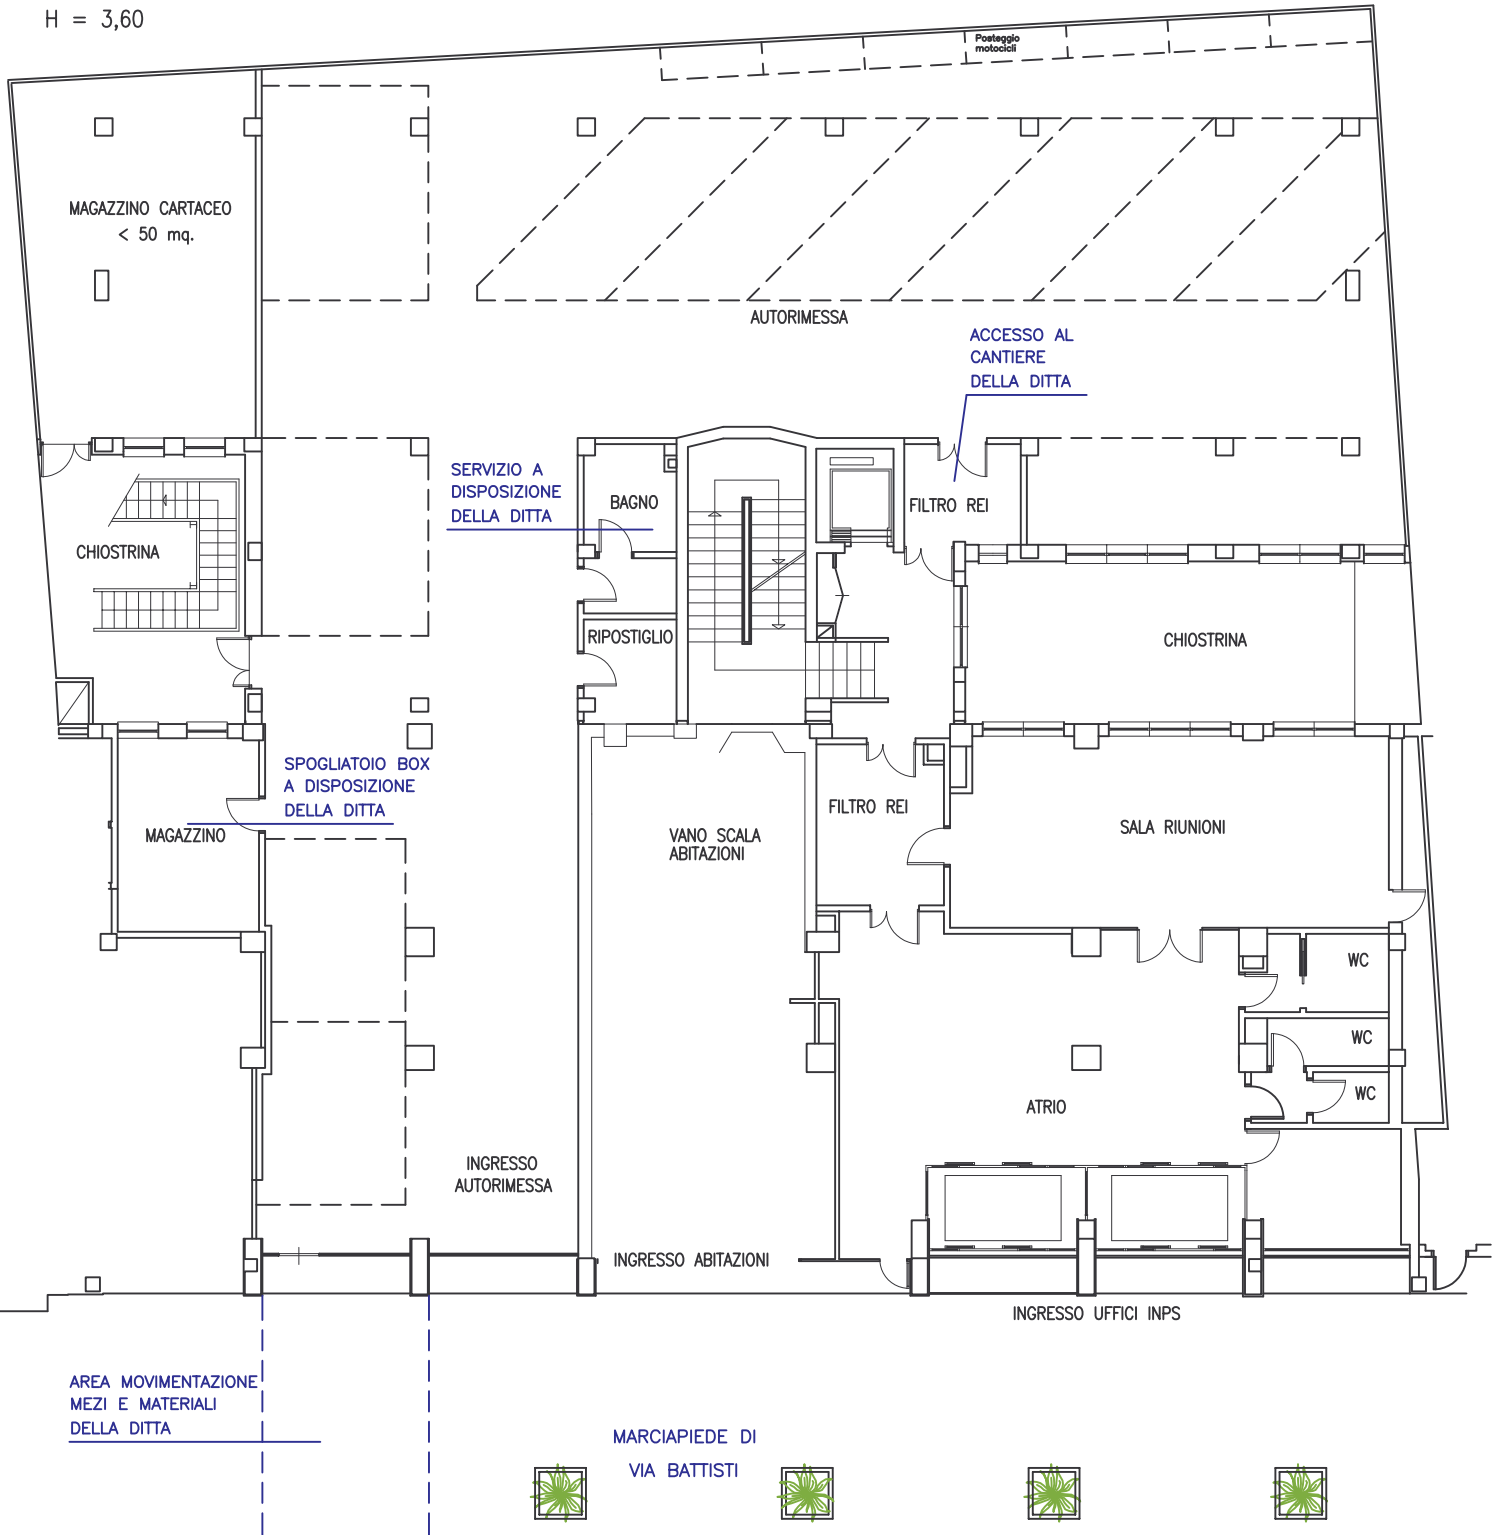 H = 3,60
Posteggio
motocicli
MAGAZZINO CARTACEO
< 50 mq.
AUTORIMESSA
ACCESSO AL
CANTIERE
DELLA DITTA
SERVIZIO A
DISPOSIZIONE
DELLA DITTA
BAGNO
FILTRO REI
CHIOSTRINA
RIPOSTIGLIO
CHIOSTRINA
SPOGLIATOIO BOX
A DISPOSIZIONE
DELLA DITTA
MAGAZZINO
VANO SCALA
ABITAZIONI
FILTRO REI
SALA RIUNIONI
WC
WC
WC
ATRIO
INGRESSO
AUTORIMESSA
INGRESSO ABITAZIONI
INGRESSO UFFICI INPS
AREA MOVIMENTAZIONE
MEZI E MATERIALI
DELLA DITTA
MARCIAPIEDE DI
VIA BATTISTI